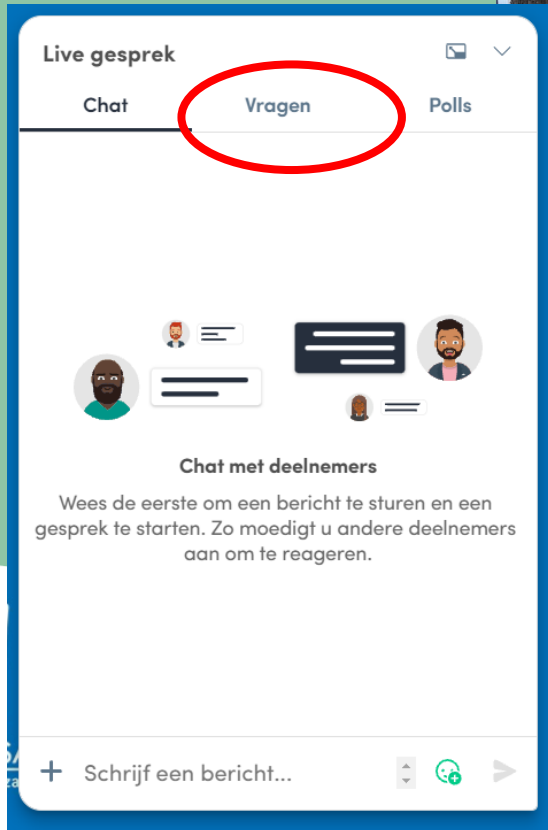 Live gesprek
Chat Vragen Polls
Chat met deelnemers
Wees de eerste om een bericht te sturen en een
gesprek te starten. Zo moedigt u andere deelnemers
aan om te reageren.
Schrijf een bericht...